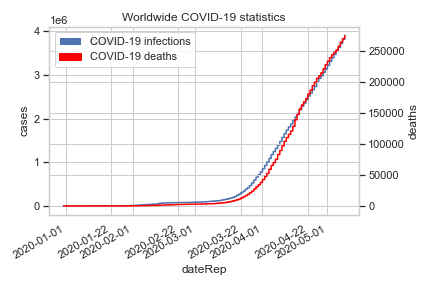 Worldwide COVID-19 statistics
1e6
COVID-19 infections
COVID-19 deaths
4
3
2
1
0
cases
250000
200000
150000
100000
50000
0
deaths
2020-01-01
2020-01-22
2020-02-01
2020-02-22
2020-03-01
2020-03-22
2020-04-01
2020-04-22
2020-05-01
dateRep